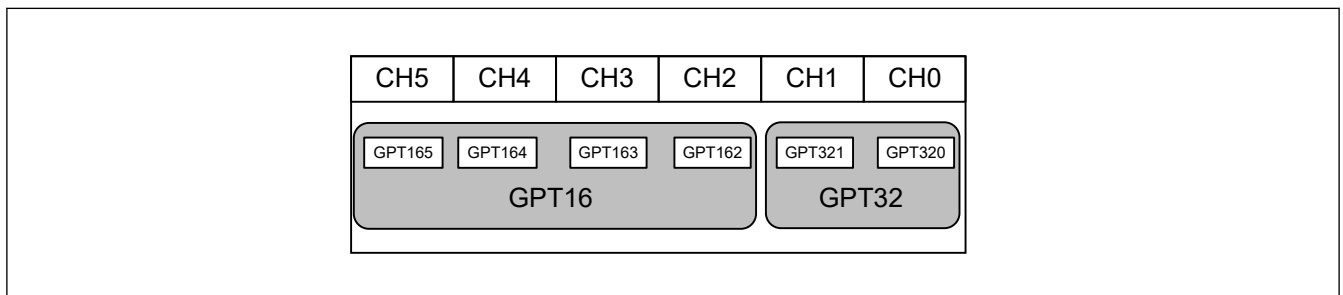 CH5 CH4 CH3 CH2 CH1 CH0
GPT165 GPT164 GPT163 GPT162 GPT321 GPT320
GPT16 GPT32